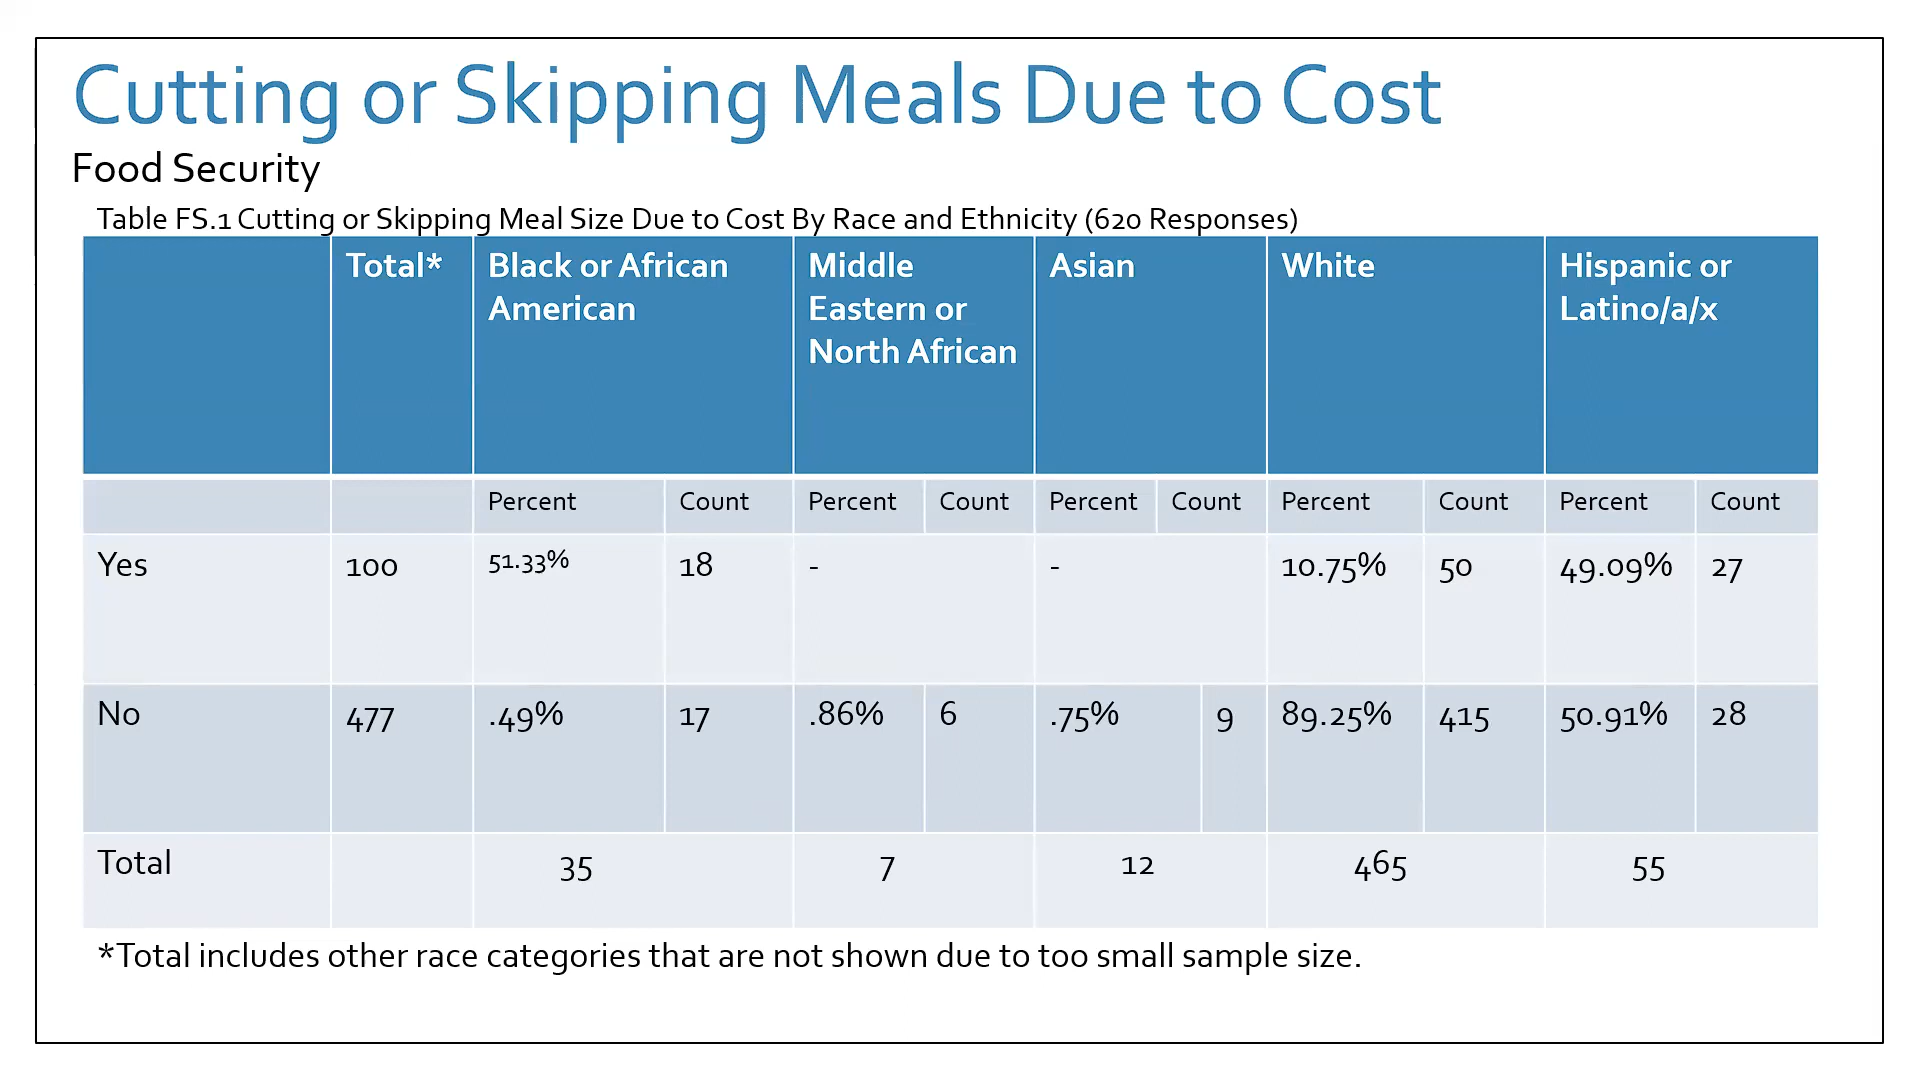 Cutting or Skipping Meals Due to Cost
Food Security
Table FS.1 Cutting or Skipping Meal Size Due to Cost By Race and Ethnicity (620 Responses)
Total* Black or African American Middle Eastern or North African Asian White Hispanic or Latino/a/x
Percent Count Percent Count Percent Count Percent Count Percent Count
Yes 100 51.33% 18 - - 10.75% 50 49.09% 27
No 477 .49% 17 .86% 6 .75% 9 89.25% 415 50.91% 28
Total 35 7 12 465 55
*Total includes other race categories that are not shown due to too small sample size.